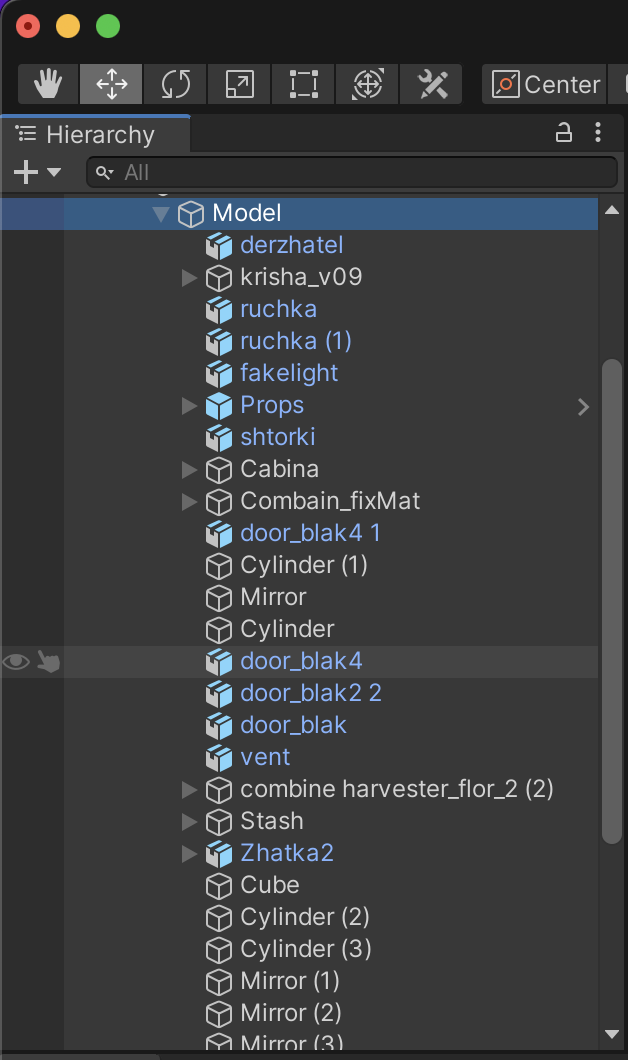 Center
Hierarchy
All
Model
derzhatel
krisha_v09
ruchka
ruchka (1)
fakelight
Props
shtorki
Cabina
Combain_fixMat
door_blak4 1
Cylinder (1)
Mirror
Cylinder
door_blak4
door_blak2 2
door_blak
vent
combine harvester_flor_2 (2)
Stash
Zhatka2
Cube
Cylinder (2)
Cylinder (3)
Mirror (1)
Mirror (2)
Mirror (3)